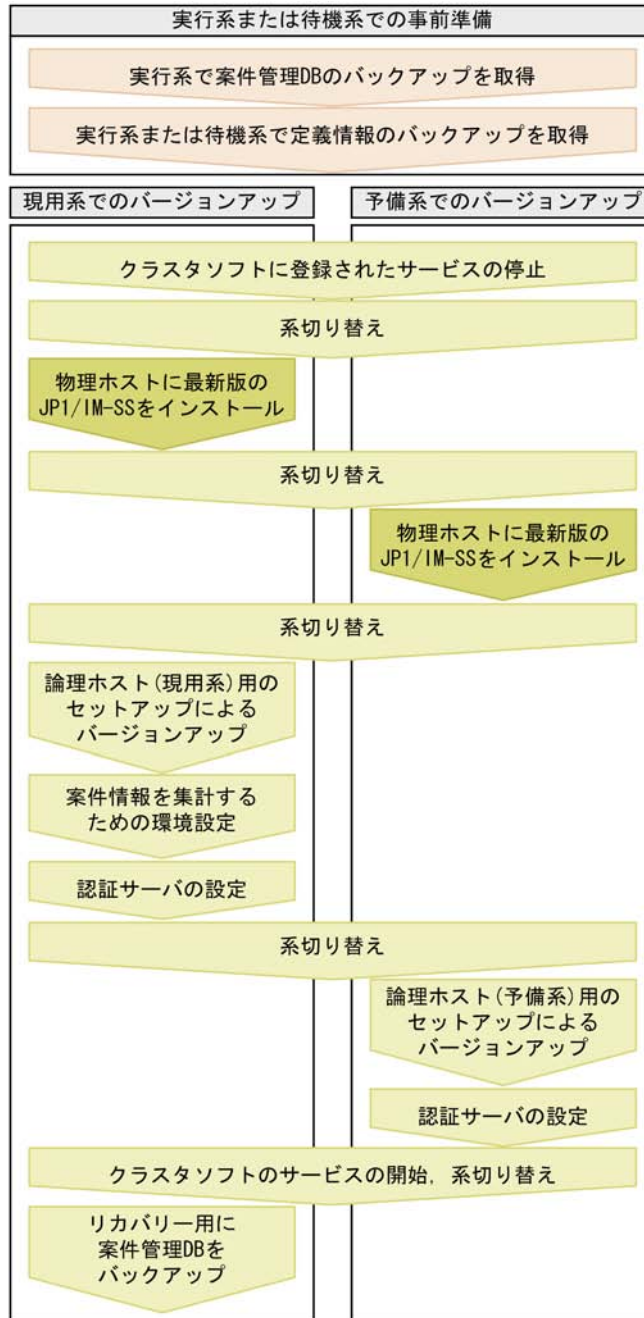 実行系または待機系での事前準備
実行系で案件管理DBのバックアップを取得
実行系または待機系で定義情報のバックアップを取得
現用系でのバージョンアップ
予備系でのバージョンアップ
クラスタソフトに登録されたサービスの停止
系切り替え
物理ホストに最新版の
JP1/IM-SSをインストール
系切り替え
物理ホストに最新版の
JP1/IM-SSをインストール
系切り替え
論理ホスト(現用系)用の
セットアップによる
バージョンアップ
案件情報を集計する
ための環境設定
認証サーバの設定
系切り替え
論理ホスト(予備系)用の
セットアップによる
バージョンアップ
認証サーバの設定
クラスタソフトのサービスの開始，系切り替え
リカバリー用に
案件管理DBを
バックアップ